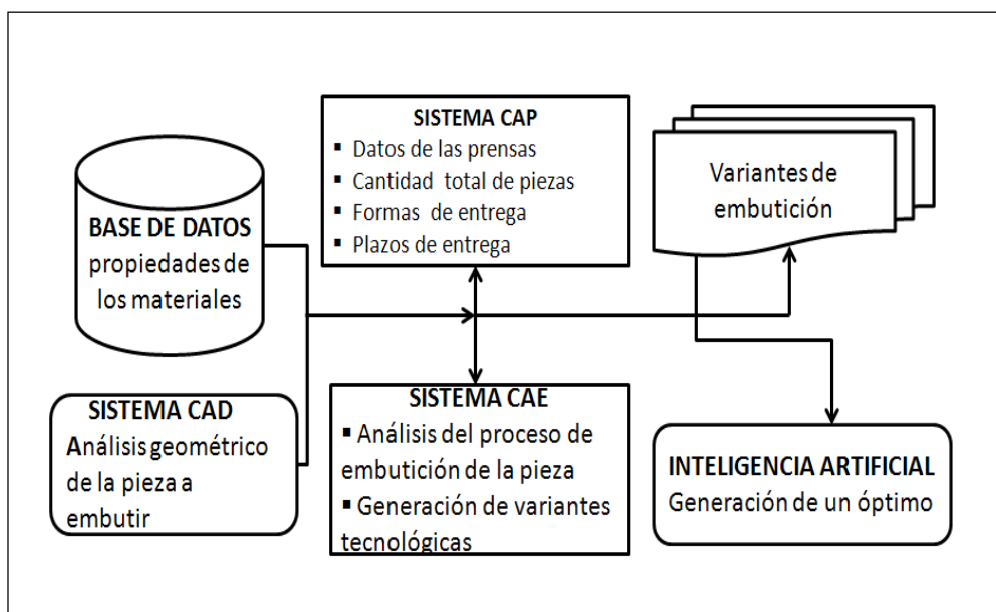 BASE DE DATOS
propiedades de
los materiales
SISTEMA CAD
Análisis geométrico
de la pieza a
embutir
SISTEMA CAP
▪ Datos de las prensas
▪ Cantidad total de piezas
▪ Formas de entrega
▪ Plazos de entrega
SISTEMA CAE
▪ Análisis del proceso de
embutición de la pieza
▪ Generación de variantes
tecnológicas
Variantes de
embutición
INTELIGENCIA ARTIFICIAL
Generación de un óptimo